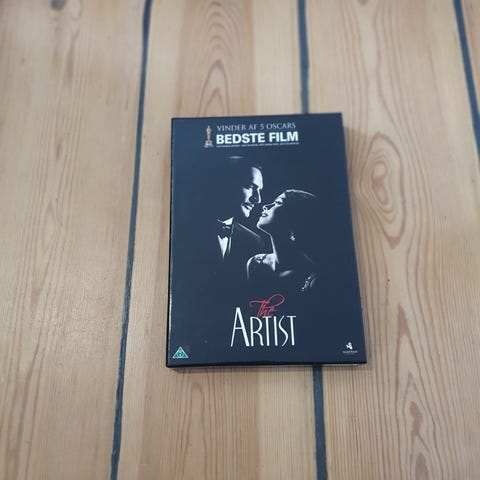 VINDER AF 5 OSCARS
BEDSTE FILM
The
ARTIST